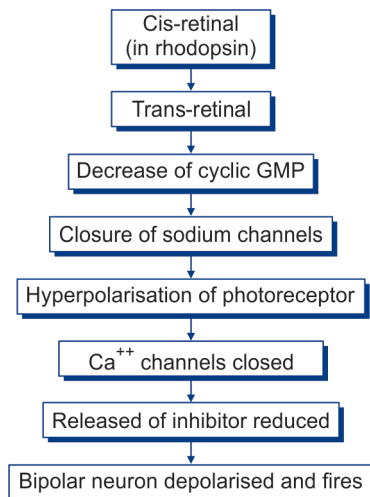 Cis-retinal
(in rhodopsin)
Trans-retinal
Decrease of cyclic GMP
Closure of sodium channels
Hyperpolarisation of photoreceptor
Ca++ channels closed
Released of inhibitor reduced
Bipolar neuron depolarised and fires